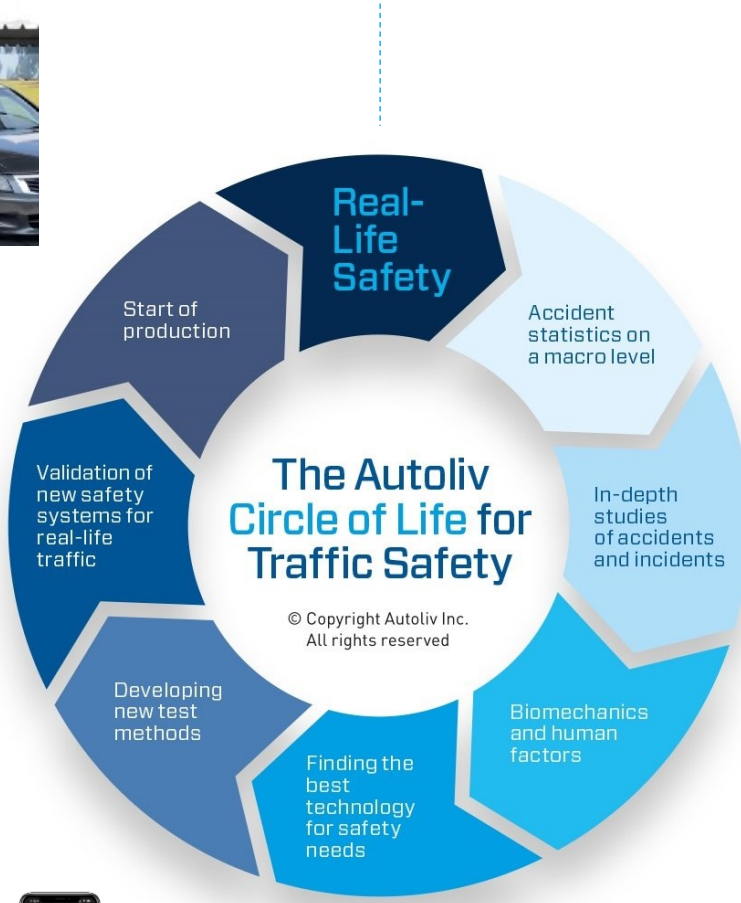 Real-
Life
Safety
Accident
statistics on
a macro level
In-depth
studies
of accidents
and incidents
Biomechanics
and human
factors
Finding the
best
technology
for safety
needs
Developing
new test
methods
Validation of
new safety
systems for
real-life
traffic
Start of
production
The Autoliv
Circle of Life for
Traffic Safety
© Copyright Autoliv Inc.
All rights reserved